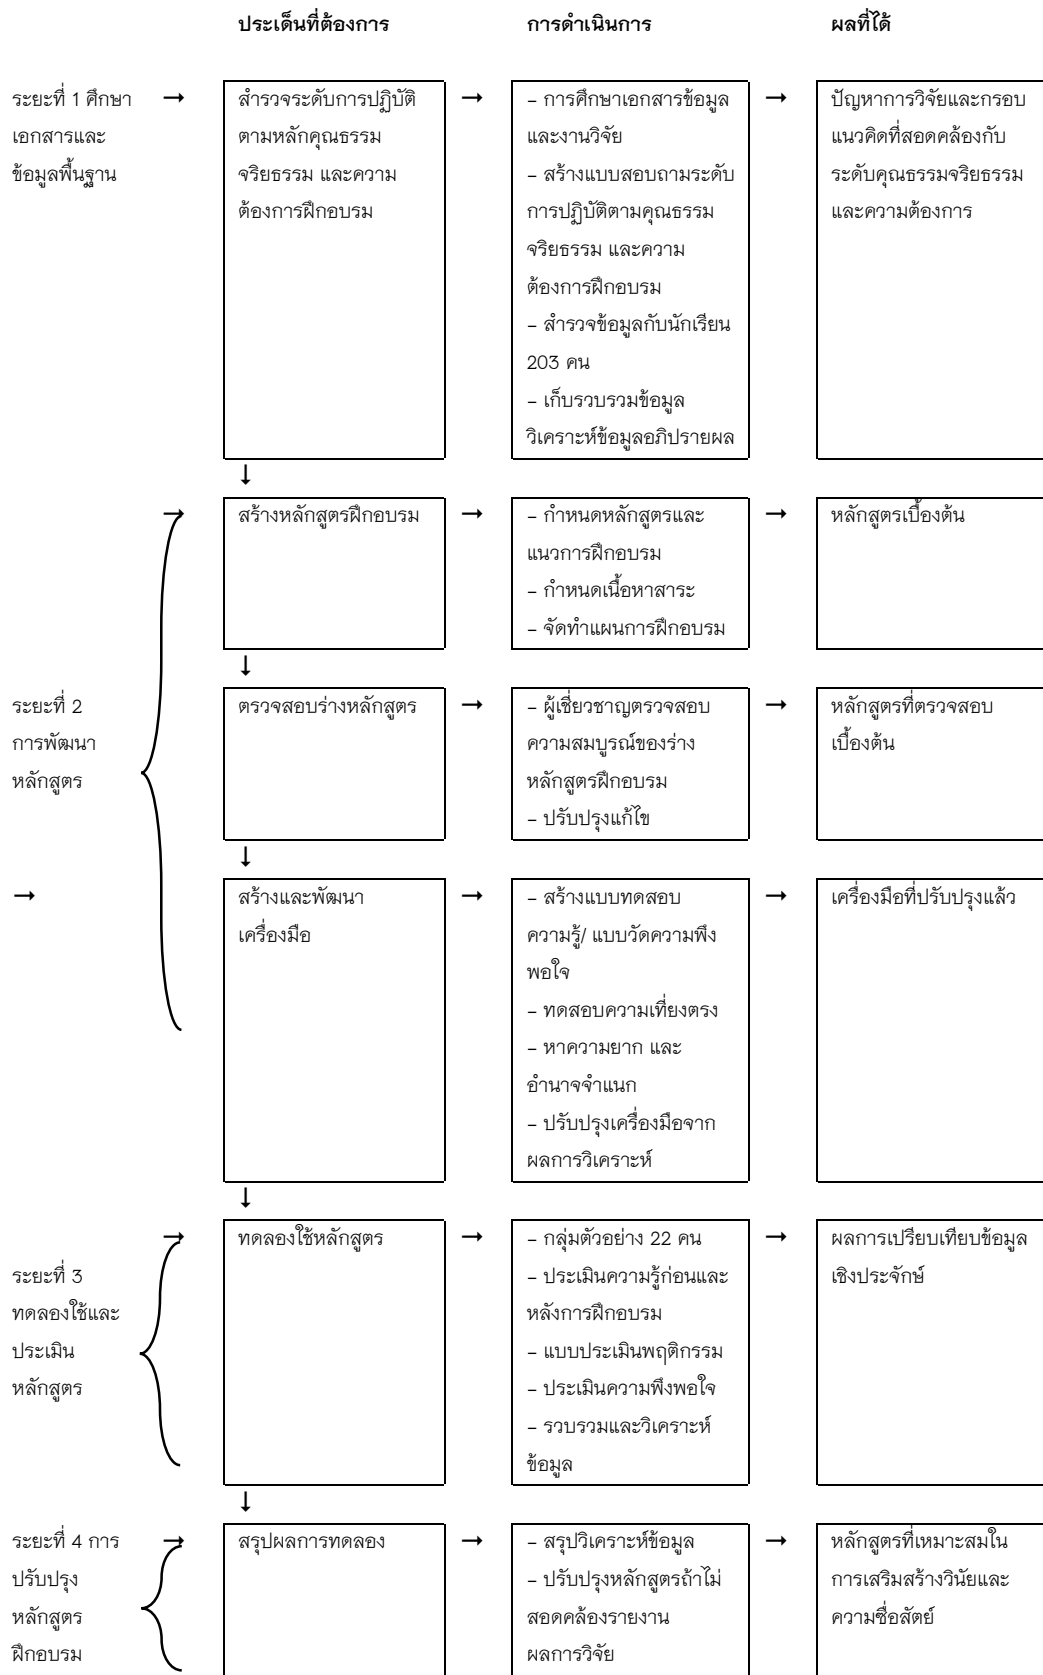 ประเด็นที่ต้องการ การดำเนินการ ผลที่ได้
ระยะที่ 1 ศึกษา
เอกสารและ
ข้อมูลพื้นฐาน
→
สำรวจระดับการปฏิบัติ
ตามหลักคุณธรรม
จริยธรรม และความ
ต้องการฝึกอบรม
→
– การศึกษาเอกสารข้อมูล
และงานวิจัย
– สร้างแบบสอบถามระดับ
การปฏิบัติตามคุณธรรม
จริยธรรม และความ
ต้องการฝึกอบรม
– สำรวจข้อมูลกับนักเรียน
203 คน
– เก็บรวบรวมข้อมูล
วิเคราะห์ข้อมูลอภิปรายผล
→
ปัญหาการวิจัยและกรอบ
แนวคิดที่สอดคล้องกับ
ระดับคุณธรรมจริยธรรม
และความต้องการ
↓
ระยะที่ 2
การพัฒนา
หลักสูตร
→
สร้างหลักสูตรฝึกอบรม
→
– กำหนดหลักสูตรและ
แนวการฝึกอบรม
– กำหนดเนื้อหาสาระ
– จัดทำแผนการฝึกอบรม
→
หลักสูตรเบื้องต้น
↓
ตรวจสอบร่างหลักสูตร
→
– ผู้เชี่ยวชาญตรวจสอบ
ความสมบูรณ์ของร่าง
หลักสูตรฝึกอบรม
– ปรับปรุงแก้ไข
→
หลักสูตรที่ตรวจสอบ
เบื้องต้น
↓
→
สร้างและพัฒนา
เครื่องมือ
→
– สร้างแบบทดสอบ
ความรู้/ แบบวัดความพึง
พอใจ
– ทดสอบความเที่ยงตรง
– หาความยาก และ
อำนาจจำแนก
– ปรับปรุงเครื่องมือจาก
ผลการวิเคราะห์
→
เครื่องมือที่ปรับปรุงแล้ว
↓
ระยะที่ 3
ทดลองใช้และ
ประเมิน
หลักสูตร
→
ทดลองใช้หลักสูตร
→
– กลุ่มตัวอย่าง 22 คน
– ประเมินความรู้ก่อนและ
หลังการฝึกอบรม
– แบบประเมินพฤติกรรม
– ประเมินความพึงพอใจ
– รวบรวมและวิเคราะห์
ข้อมูล
→
ผลการเปรียบเทียบข้อมูล
เชิงประจักษ์
↓
ระยะที่ 4 การ
ปรับปรุง
หลักสูตร
ฝึกอบรม
→
สรุปผลการทดลอง
→
– สรุปวิเคราะห์ข้อมูล
– ปรับปรุงหลักสูตรถ้าไม่
สอดคล้องรายงาน
ผลการวิจัย
→
หลักสูตรที่เหมาะสมใน
การเสริมสร้างวินัยและ
ความซื่อสัตย์